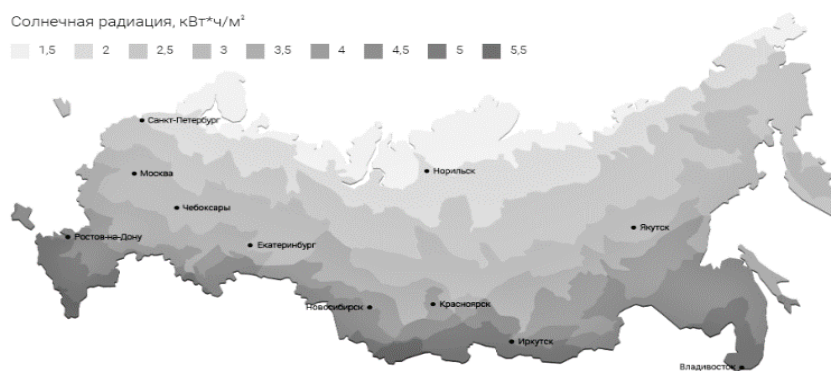 Солнечная радиация, кВт*ч/м²
1,5 2 2,5 3 3,5 4 4,5 5 5,5
Санкт-Петербург
Москва
Норильск
Чебоксары
Якутск
Ростов-на-Дону
Екатеринбург
Новосибирск
Красноярск
Иркутск
Владивосток